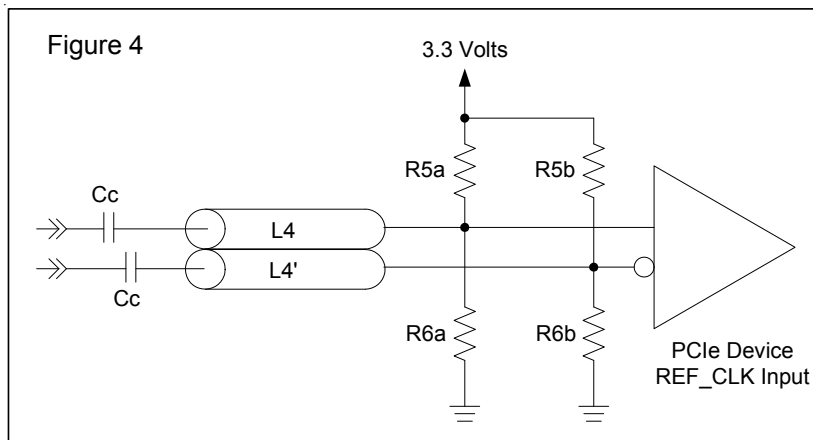 Figure 4
3.3 Volts
R5a
R5b
Cc
L4
L4'
Cc
R6a
R6b
PCIe Device
REF_CLK Input